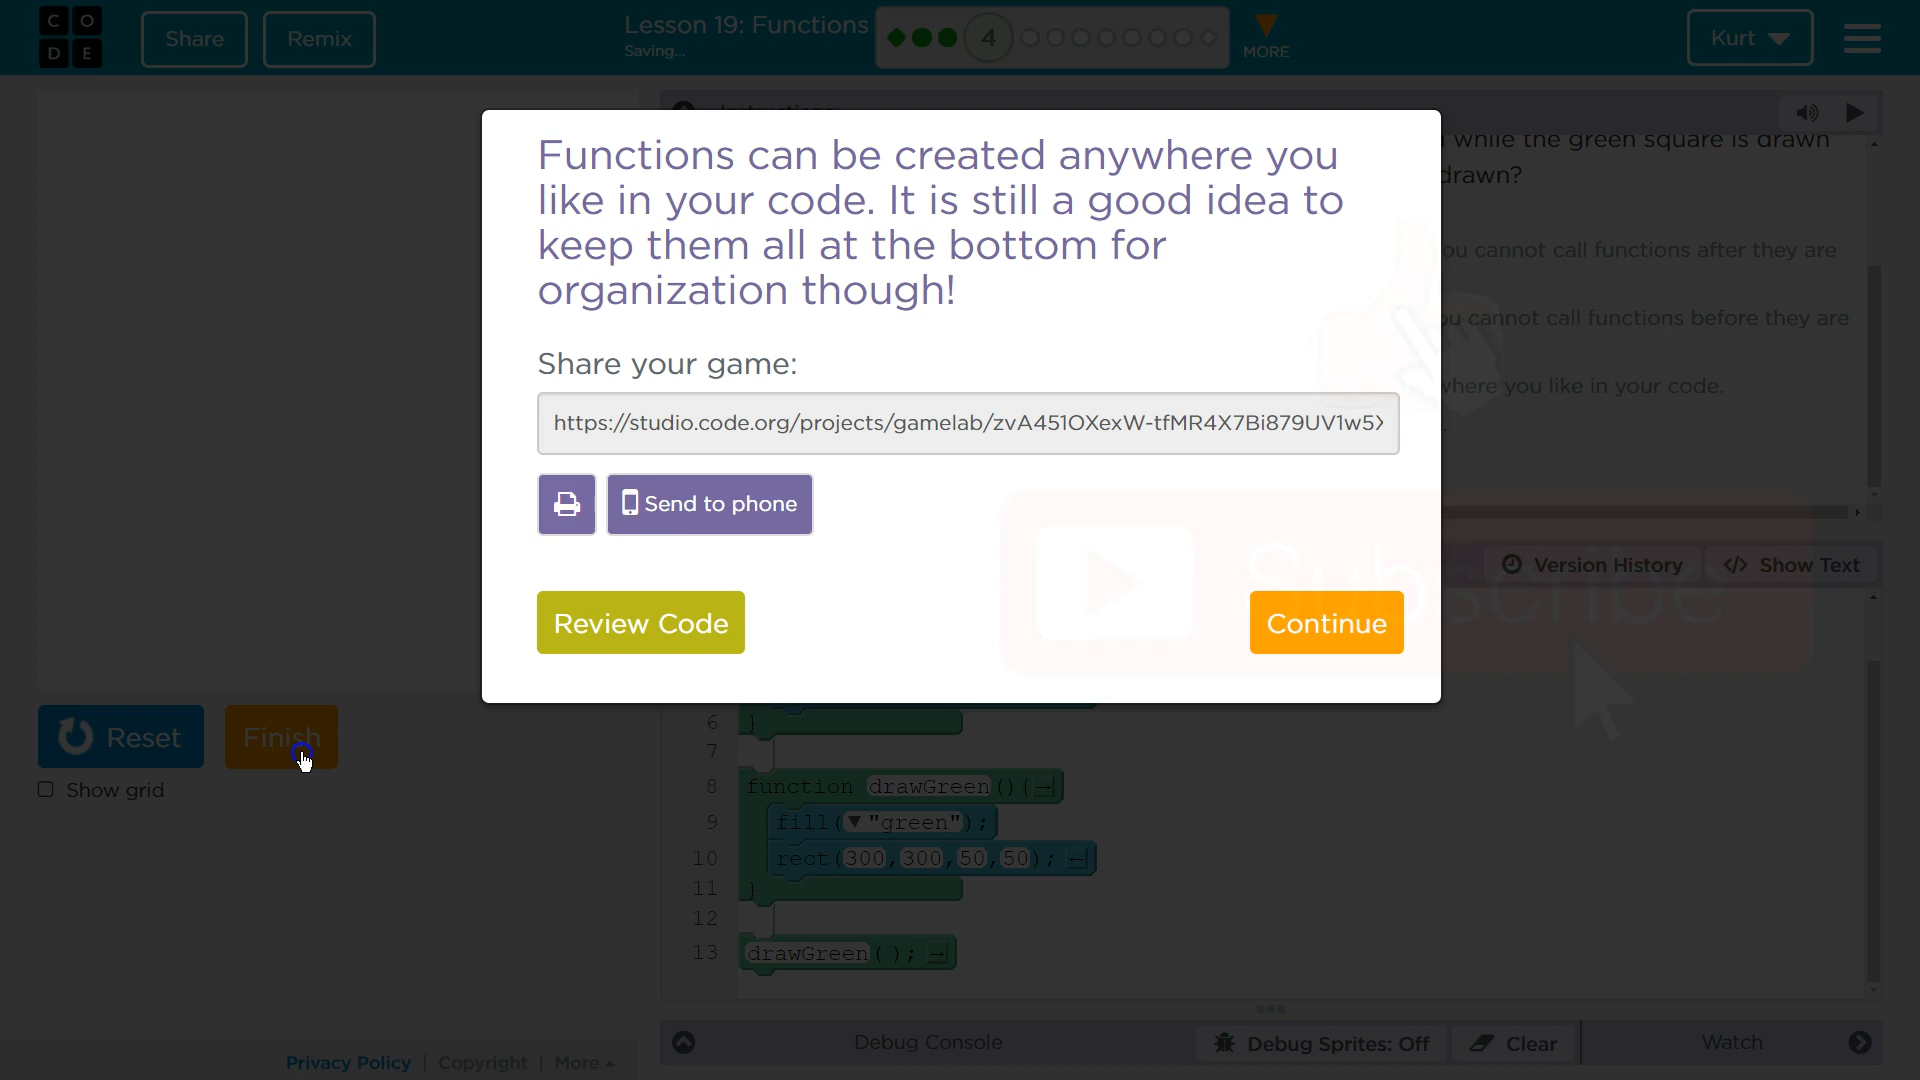 CODE
Share
Remix
Lesson 19: Functions
Saving...
4
MORE
Kurt
Functions can be created anywhere you
like in your code. It is still a good idea to
keep them all at the bottom for
organization though!
Share your game:
https://studio.code.org/projects/gamelab/zvA451OXexW-tfMR4X7Bi879UV1w5X
Send to phone
Review Code
Continue
while the green square is drawn
drawn?
ou cannot call functions after they are
ou cannot call functions before they are
where you like in your code.
Subscribe
Version History
</> Show Text
Reset
Finish
Show grid
6 }
7
8 function drawGreen(){
9 fill("green");
10 rect(300,300,50,50);
11 }
12
13 drawGreen();
Debug Console
Debug Sprites: Off
Clear
Watch
Privacy Policy | Copyright | More